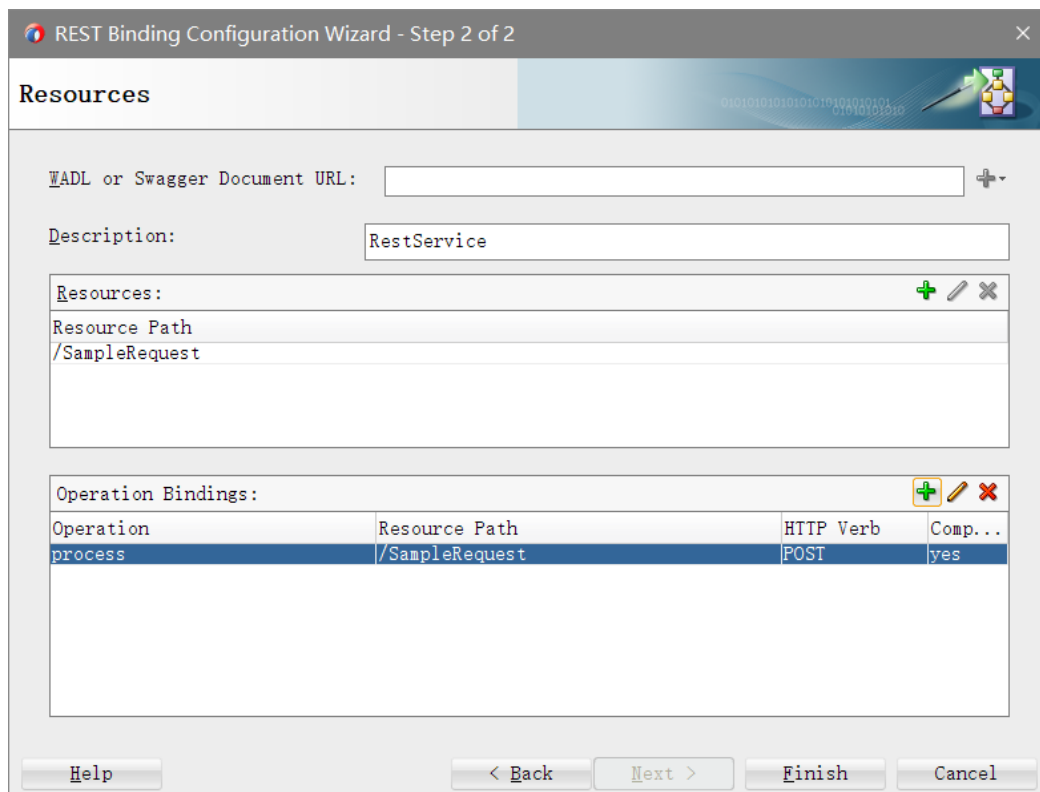 REST Binding Configuration Wizard - Step 2 of 2
Resources
WADL or Swagger Document URL:
Description: RestService
Resources:
Resource Path
/SampleRequest
Operation Bindings:
Operation Resource Path HTTP Verb Comp...
process /SampleRequest POST yes
Help < Back Next > Finish Cancel